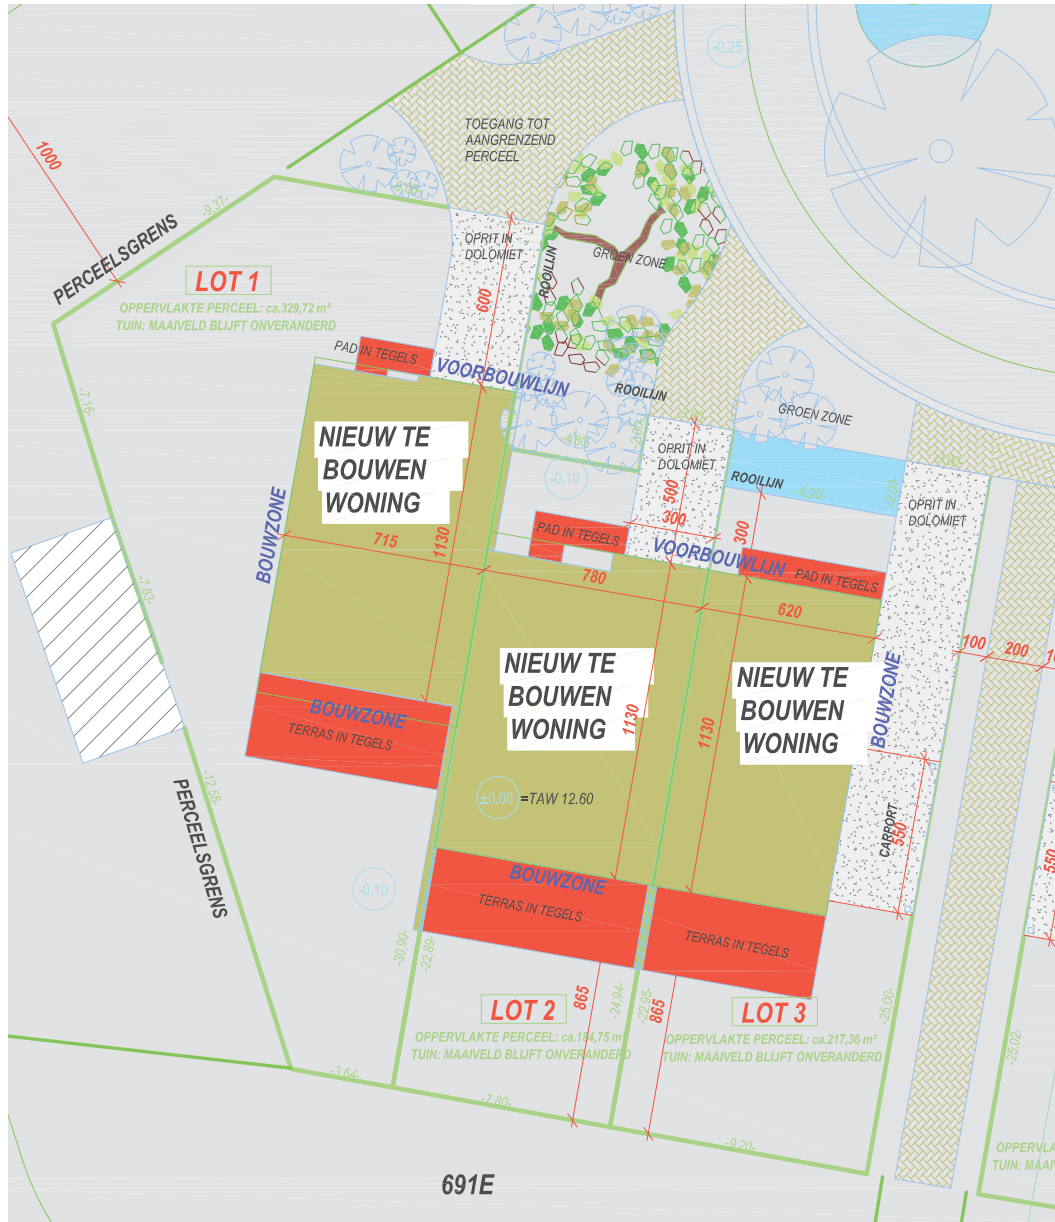 -0.25
TOEGANG TOT
AANGRENZEND
PERCEEL
1000
-9.37-
PERCEELSGRENS
LOT 1
OPPERVLAKTE PERCEEL: ca.329,72 m²
TUIN: MAAIVELD BLIJFT ONVERANDERD
OPRIT IN
DOLOMIET
ROOILIJN
GROEN ZONE
600
PAD IN TEGELS
VOORBOUWLIJN
ROOILIJN
GROEN ZONE
-7.16-
NIEUW TE
BOUWEN
WONING
-4.80-
-2.00-
-0.10
OPRIT IN
DOLOMIET
500
300
ROOILIJN
-6.20-
-2.00-
OPRIT IN
DOLOMIET
BOUWZONE
715
1130
PAD IN TEGELS
VOORBOUWLIJN
300
PAD IN TEGELS
780
620
-7.83-
100
200
NIEUW TE
BOUWEN
WONING
NIEUW TE
BOUWEN
WONING
BOUWZONE
1130
1130
BOUWZONE
TERRAS IN TEGELS
-12.58-
PERCEELSGRENS
±0.00
=TAW 12.60
CARPORT
550
550
-0.10
BOUWZONE
TERRAS IN TEGELS
TERRAS IN TEGELS
-30.90-
-22.89-
865
-24.94-
-22.95-
865
-25.00-
-25.02-
LOT 2
OPPERVLAKTE PERCEEL: ca.184,75 m²
TUIN: MAAIVELD BLIJFT ONVERANDERD
LOT 3
OPPERVLAKTE PERCEEL: ca.217,36 m²
TUIN: MAAIVELD BLIJFT ONVERANDERD
-3.64-
-7.80-
-9.20-
OPPERVLA
TUIN: MAAIV
691E